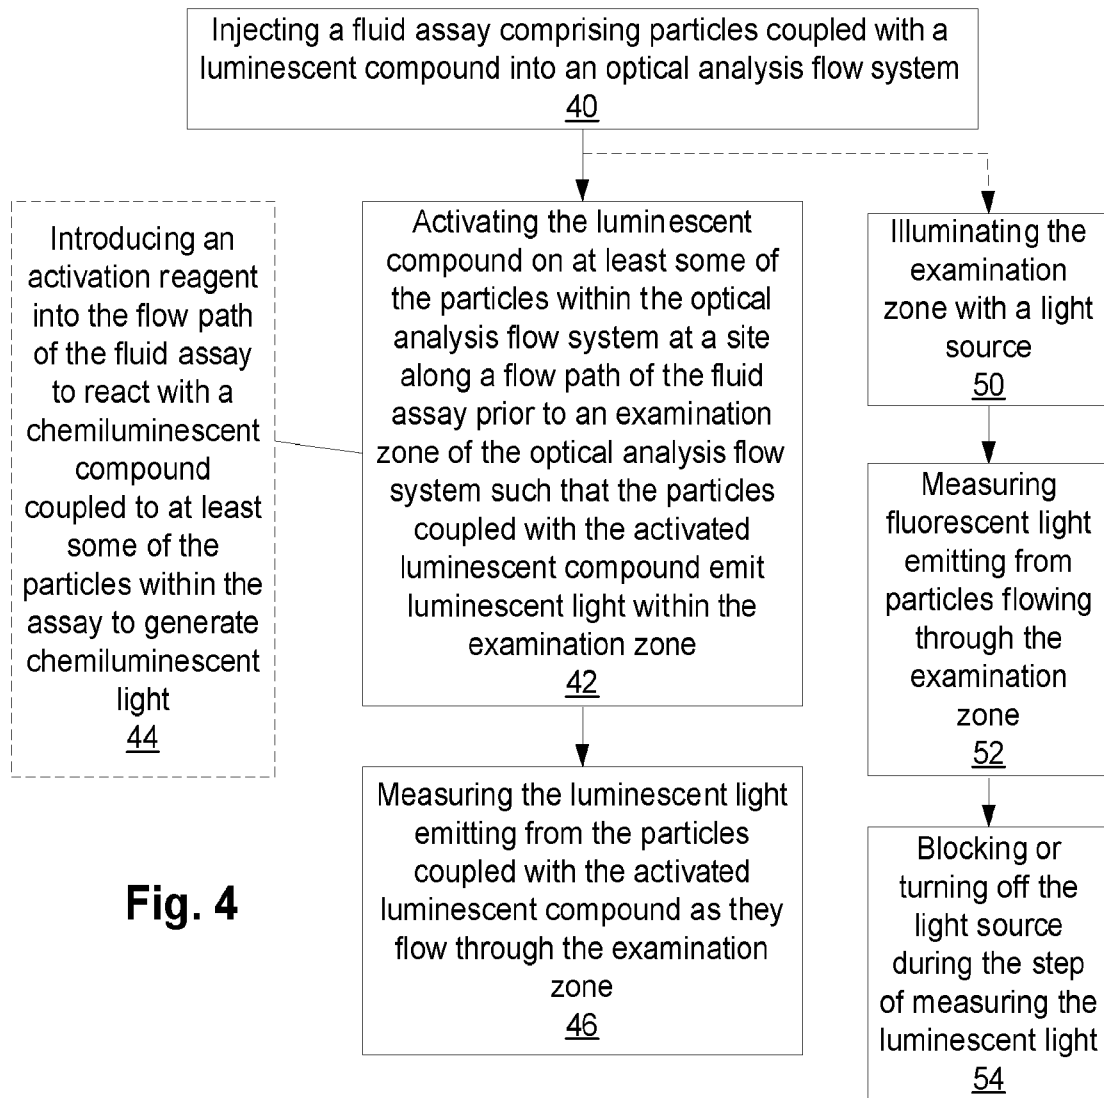 Injecting a fluid assay comprising particles coupled with a
luminescent compound into an optical analysis flow system
40
Introducing an
activation reagent
into the flow path
of the fluid assay
to react with a
chemiluminescent
compound
coupled to at least
some of the
particles within the
assay to generate
chemiluminescent
light
44
Activating the luminescent
compound on at least some of
the particles within the optical
analysis flow system at a site
along a flow path of the fluid
assay prior to an examination
zone of the optical analysis flow
system such that the particles
coupled with the activated
luminescent compound emit
luminescent light within the
examination zone
42
Measuring the luminescent light
emitting from the particles
coupled with the activated
luminescent compound as they
flow through the examination
zone
46
Illuminating the
examination
zone with a light
source
50
Measuring
fluorescent light
emitting from
particles flowing
through the
examination
zone
52
Blocking or
turning off the
light source
during the step
of measuring the
luminescent light
54
Fig. 4